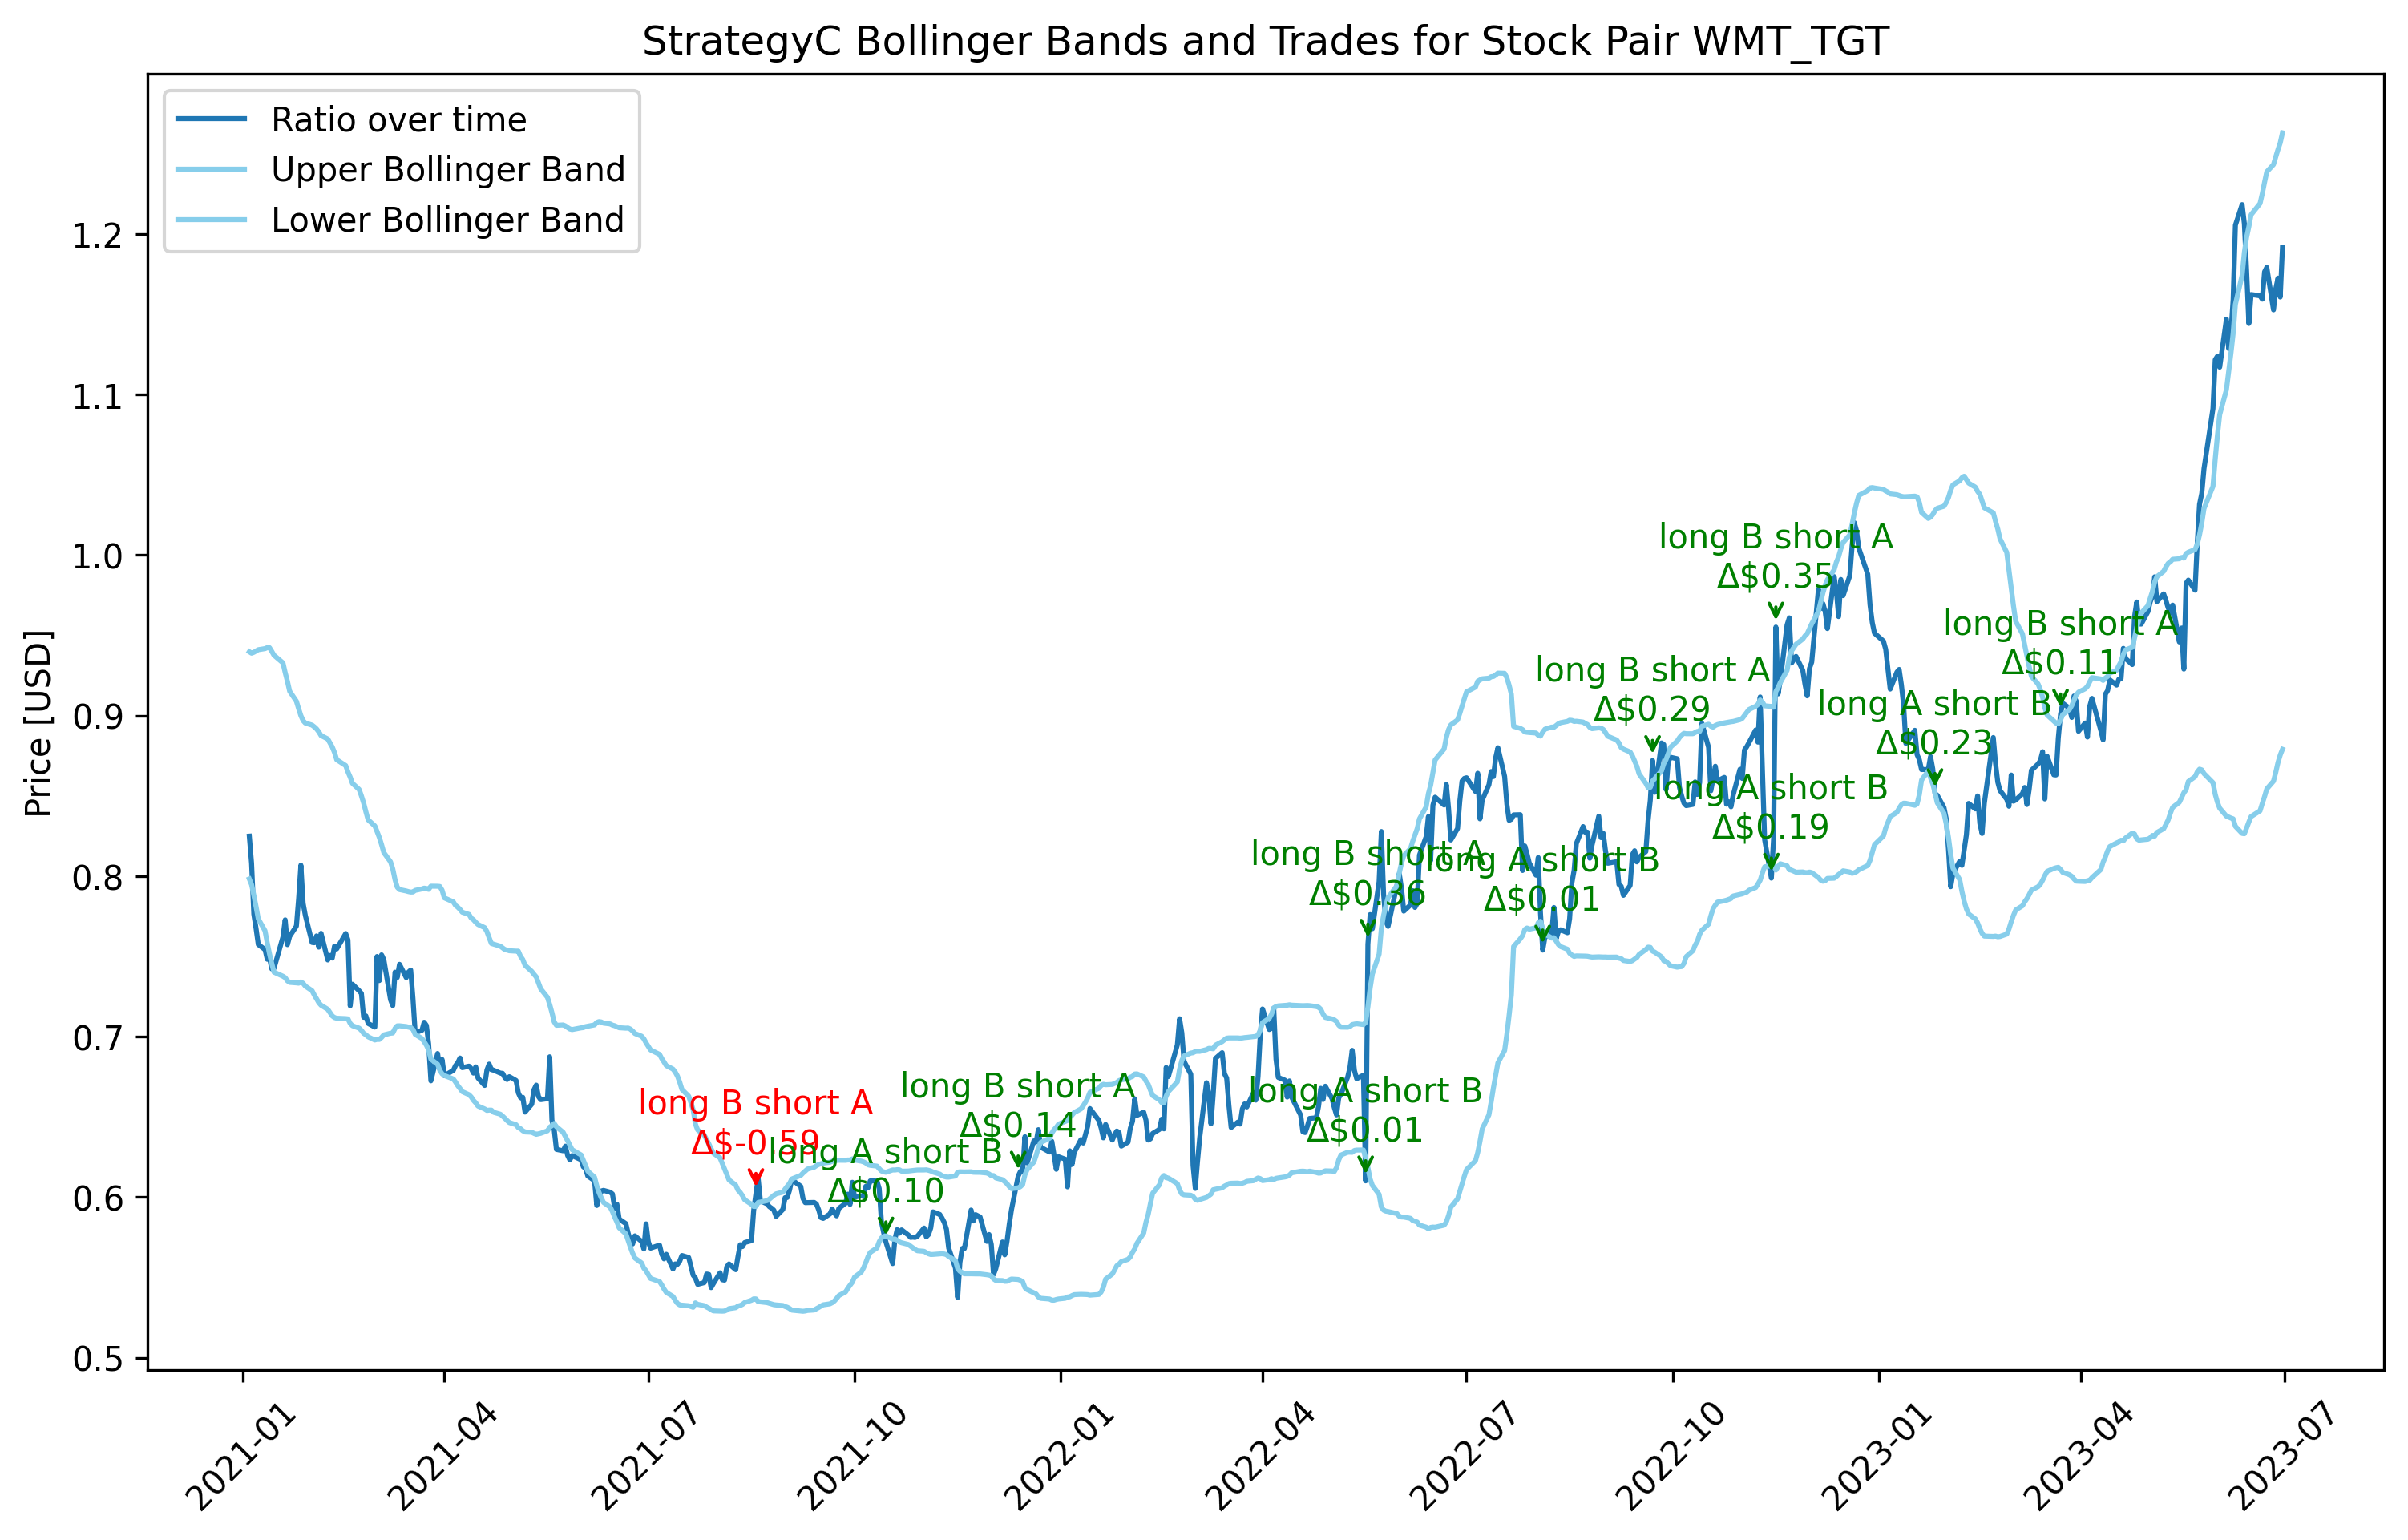 StrategyC Bollinger Bands and Trades for Stock Pair WMT_TGT
Ratio over time
Upper Bollinger Band
Lower Bollinger Band
Price [USD]
1.2
1.1
1.0
0.9
0.8
0.7
0.6
0.5
long B short A
Δ$-0.59
long A short B
Δ$0.10
long B short A
Δ$0.14
long A short B
Δ$0.01
long B short A
Δ$0.36
long A short B
Δ$0.01
long B short A
Δ$0.29
long A short B
Δ$0.19
long B short A
Δ$0.35
long A short B
Δ$0.23
long B short A
Δ$0.11
2021-01
2021-04
2021-07
2021-10
2022-01
2022-04
2022-07
2022-10
2023-01
2023-04
2023-07